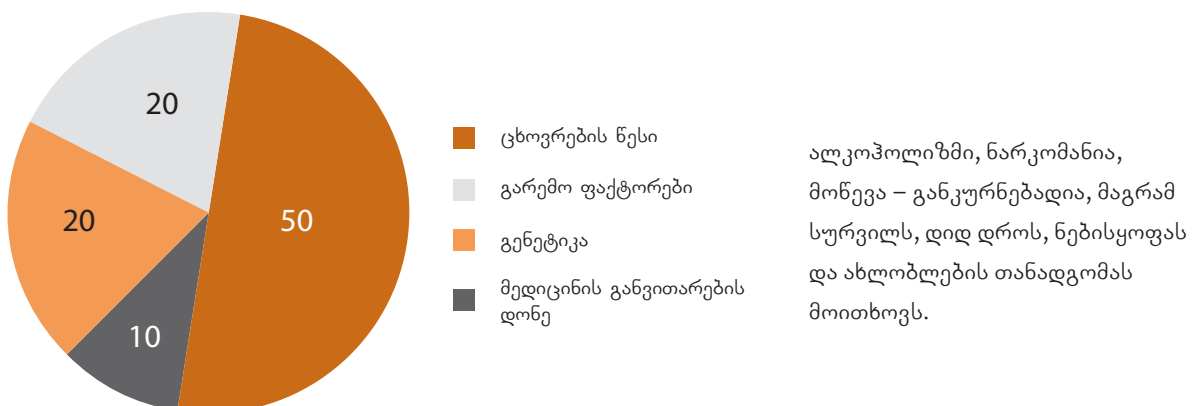 20
20
50
10
ცხოვრების წესი
გარემო ფაქტორები
გენეტიკა
მედიცინის განვითარების
დონე
ალკოჰოლიზმი, ნარკომანია,
მოწევა – განკურნებადია, მაგრამ
სურვილს, დიდ დროს, ნებისყოფას
და ახლობლების თანადგომას
მოითხოვს.